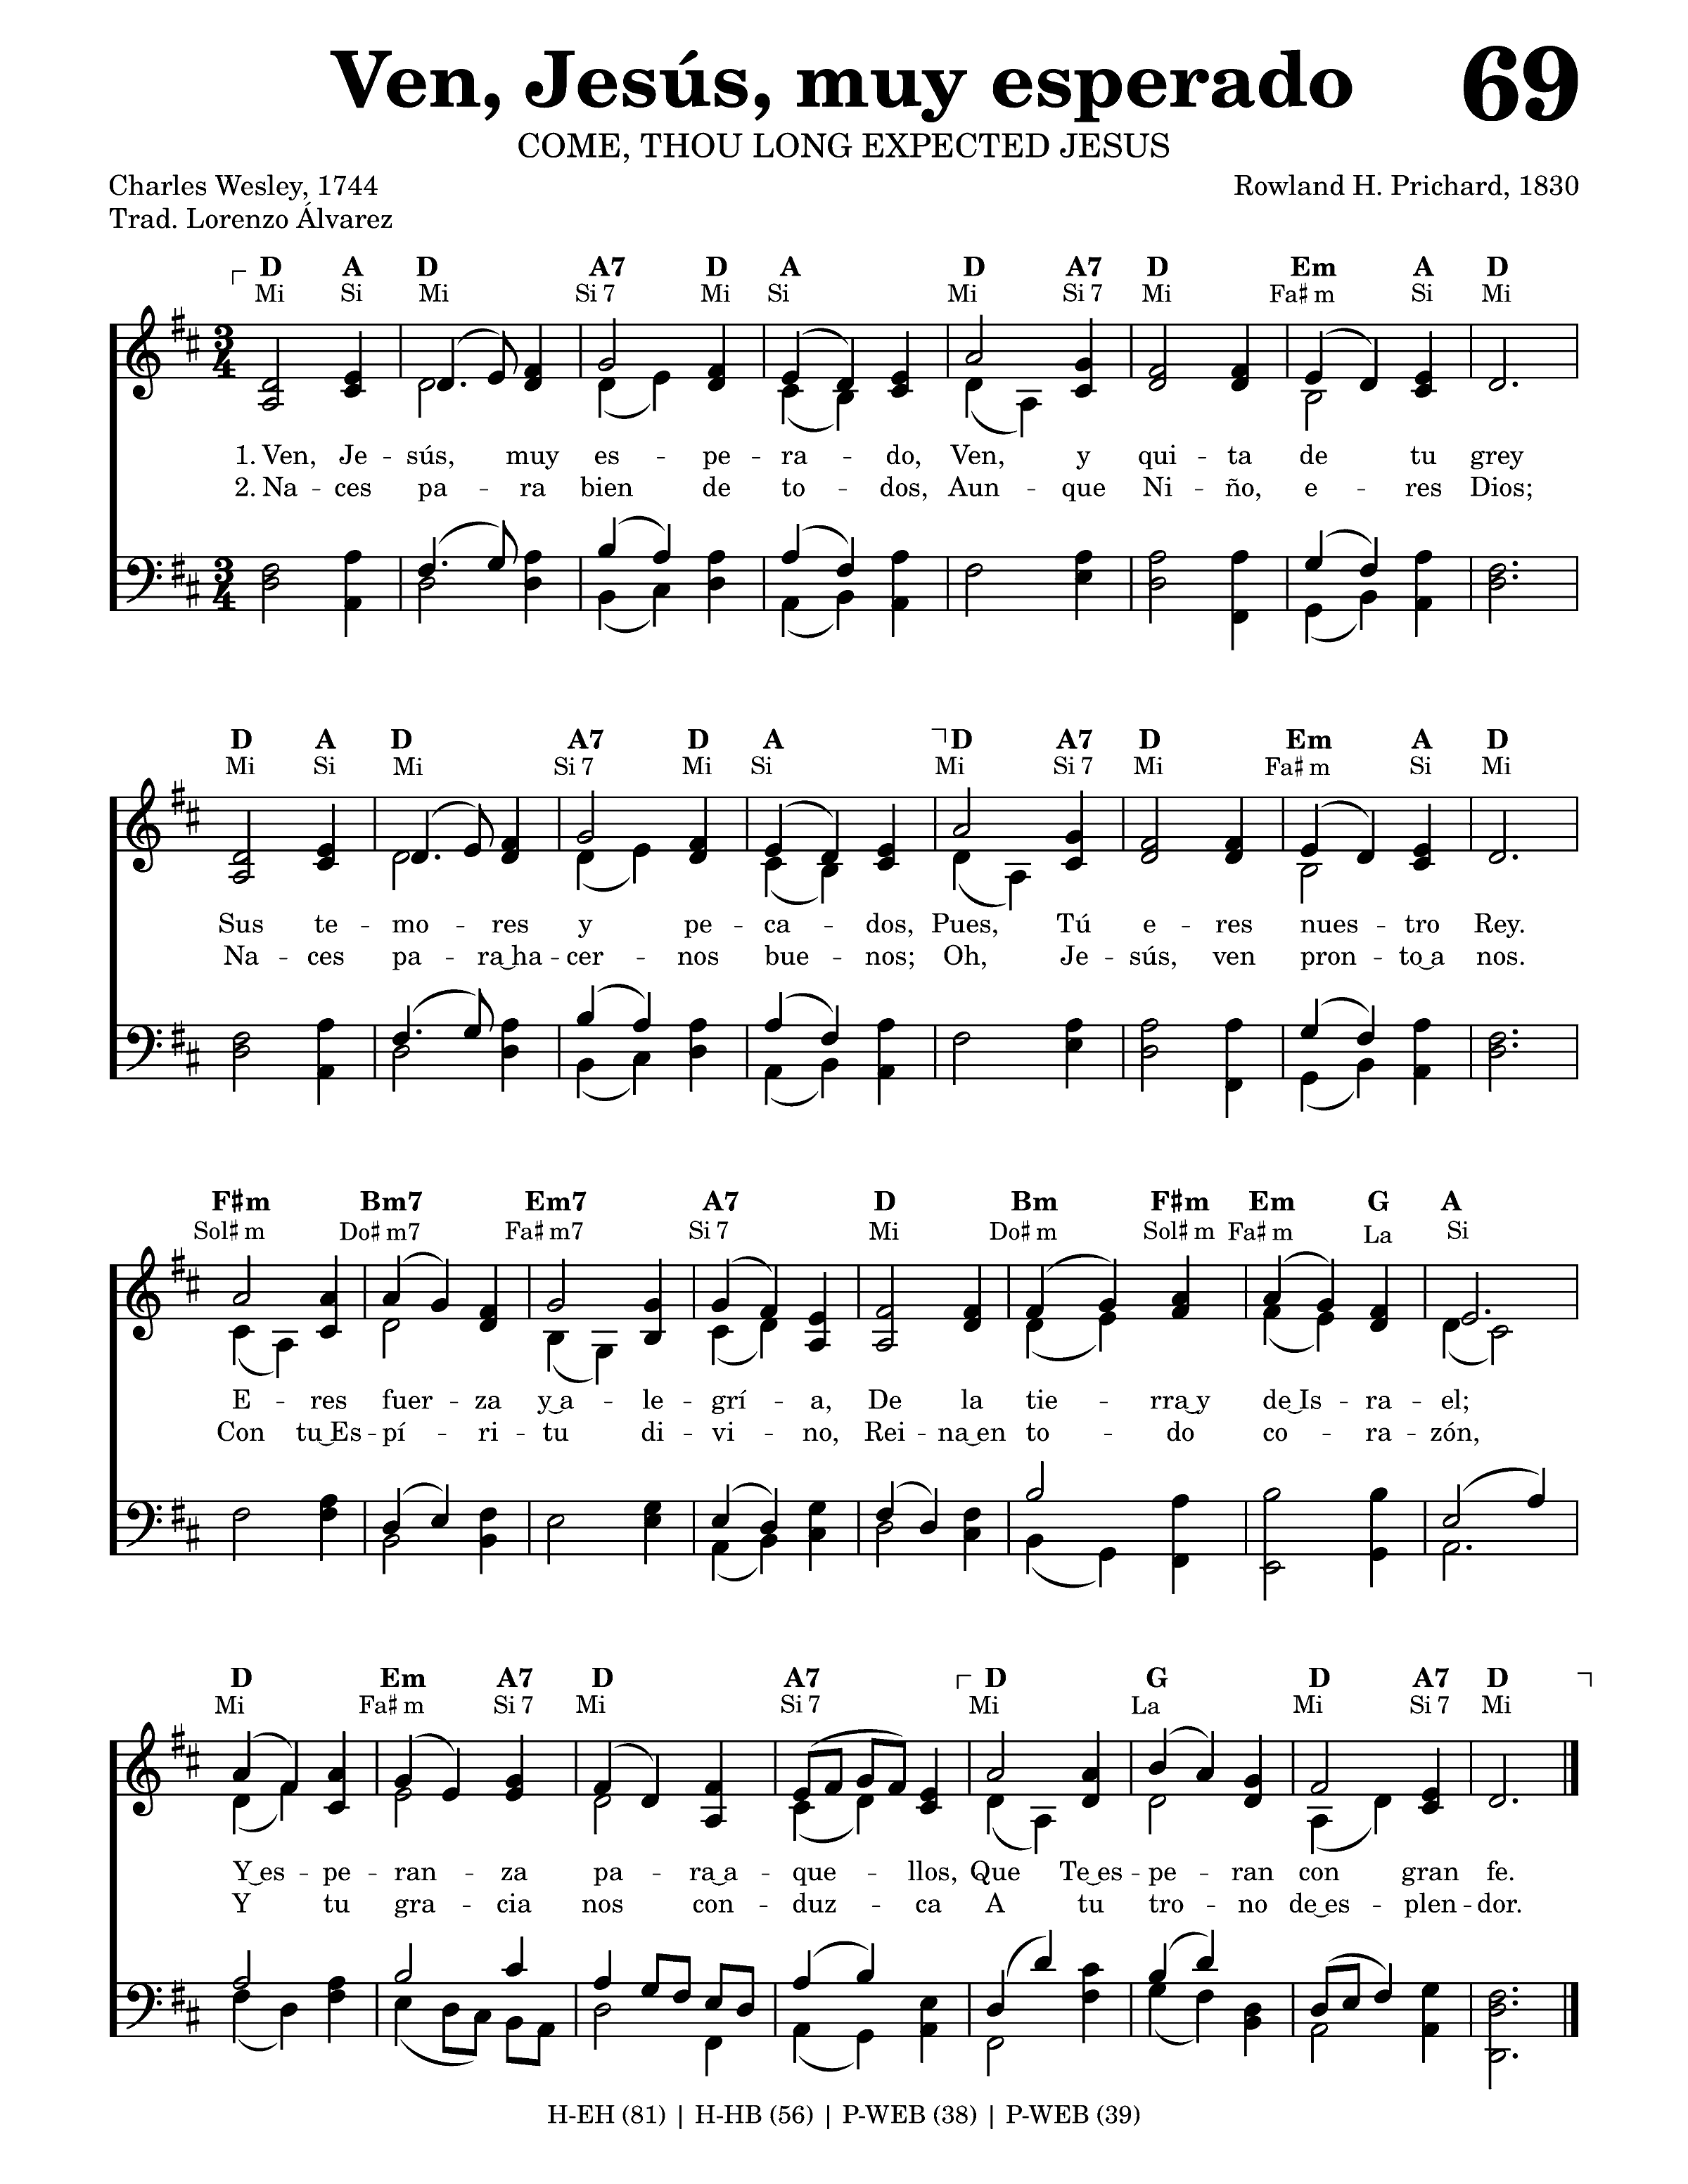 Ven, Jesús, muy esperado 69
COME, THOU LONG EXPECTED JESUS
Charles Wesley, 1744 Rowland H. Prichard, 1830
Trad. Lorenzo Álvarez
D A D A7 D A D A7 D Em A D
Mi Si Mi Si 7 Mi Si Mi Si 7 Mi Fa♯ m Si Mi
3 4
1. Ven, Je - sús, muy es - pe - ra - do, Ven, y qui - ta de tu grey
2. Na - ces pa - ra bien de to - dos, Aun - que Ni - ño, e - res Dios;
3 4
D A D A7 D A D A7 D Em A D
Mi Si Mi Si 7 Mi Si Mi Si 7 Mi Fa♯ m Si Mi
Sus te - mo - res y pe - ca - dos, Pues, Tú e - res nues - tro Rey.
Na - ces pa - ra‿ha - cer - nos bue - nos; Oh, Je - sús, ven pron - to‿a nos.
F♯m Bm7 Em7 A7 D Bm F♯m Em G A
Sol♯ m Do♯ m7 Fa♯ m7 Si 7 Mi Do♯ m Sol♯ m Fa♯ m La Si
E - res fuer - za y‿a - le - grí - a, De la tie - rra‿y de‿Is - ra - el;
Con tu‿Es - pí - ri - tu di - vi - no, Rei - na‿en to - do co - ra - zón,
D Em A7 D A7 D G D A7 D
Mi Fa♯ m Si 7 Mi Si 7 Mi La Mi Si 7 Mi
Y‿es - pe - ran - za pa - ra‿a - que - llos, Que Te‿es - pe - ran con gran fe.
Y tu gra - cia nos con - duz - ca A tu tro - no de‿es - plen - dor.
H-EH (81) | H-HB (56) | P-WEB (38) | P-WEB (39)